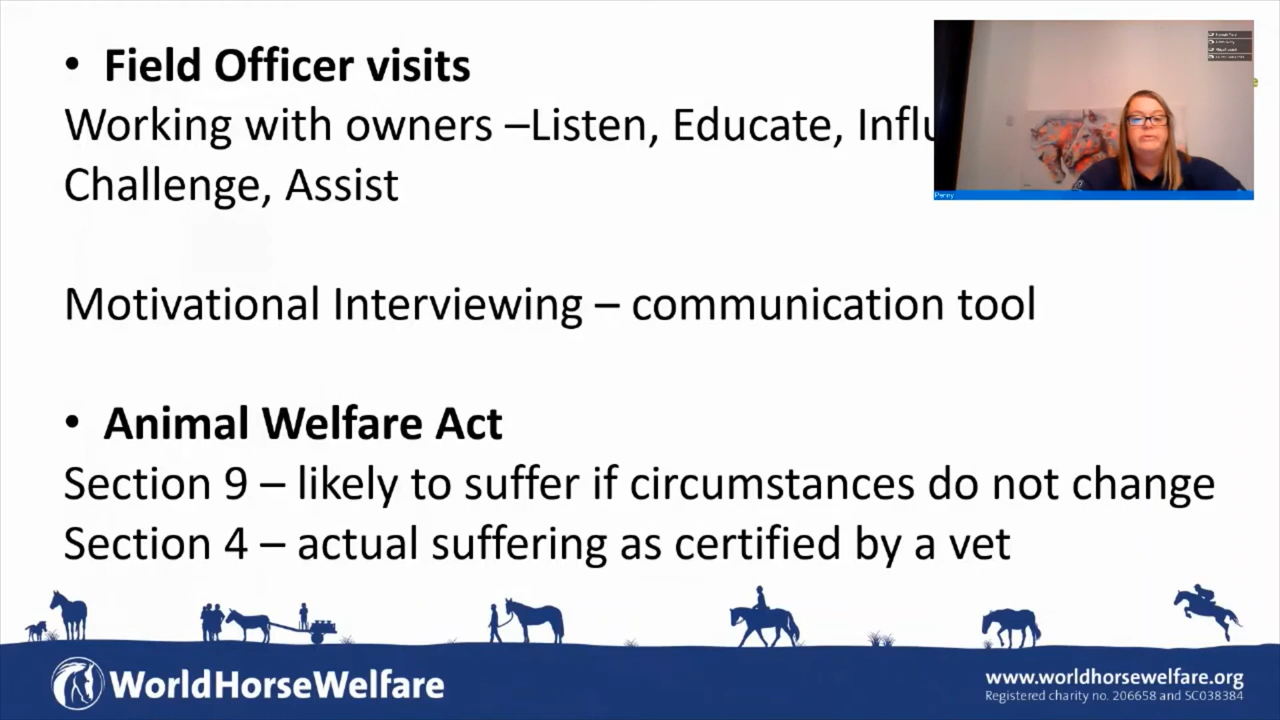 • Field Officer visits
Working with owners –Listen, Educate, Influ
Challenge, Assist
Motivational Interviewing – communication tool
• Animal Welfare Act
Section 9 – likely to suffer if circumstances do not change
Section 4 – actual suffering as certified by a vet
Penny
WorldHorseWelfare
www.worldhorsewelfare.org
Registered charity no. 206658 and SC038384